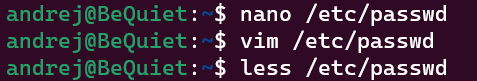 andrej@BeQuiet:~$ nano /etc/passwd
andrej@BeQuiet:~$ vim /etc/passwd
andrej@BeQuiet:~$ less /etc/passwd